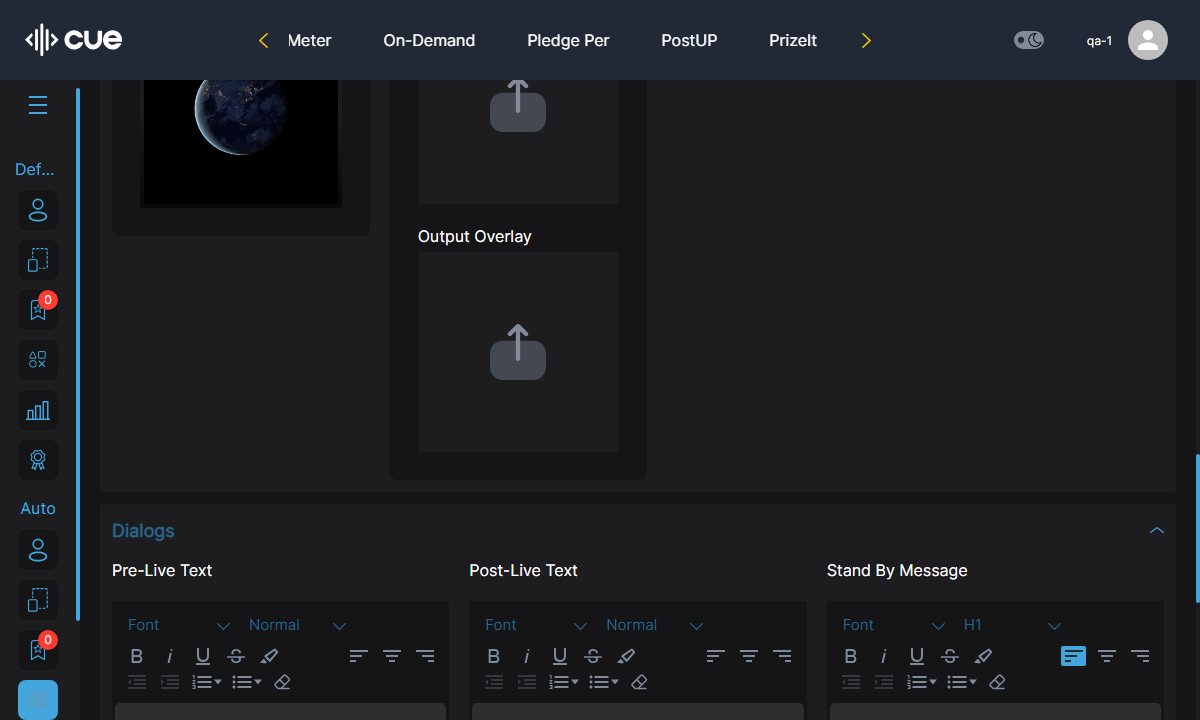 cue
Meter
On-Demand
Pledge Per
PostUP
PrizeIt
qa-1
Def...
0
Auto
0
Output Overlay
Dialogs
Pre-Live Text
Post-Live Text
Stand By Message
Font
Normal
Font
Normal
Font
H1